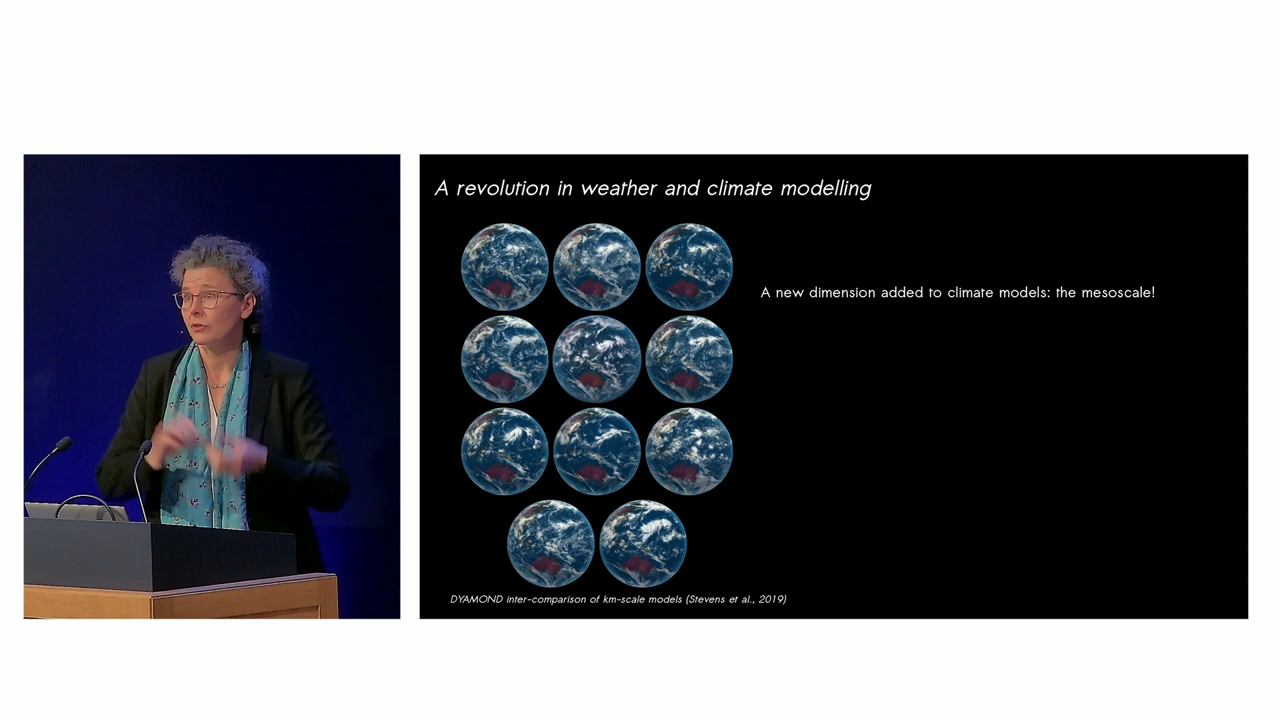 A revolution in weather and climate modelling
A new dimension added to climate models: the mesoscale!
DYAMOND inter-comparison of km-scale models (Stevens et al., 2019)